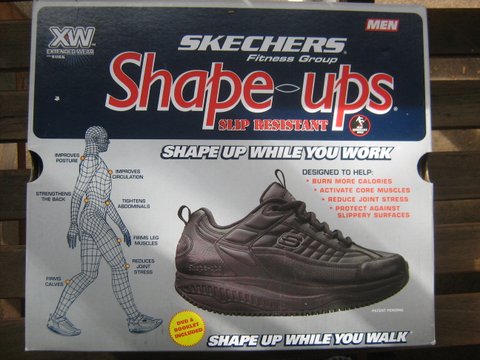 MEN
XW
EXTENDED WEAR
SKECHERS
Fitness Group
Shape-ups
SLIP RESISTANT
SHAPE UP WHILE YOU WORK
IMPROVES
POSTURE
IMPROVES
CIRCULATION
STRENGTHENS
THE BACK
TIGHTENS
ABDOMINALS
FIRMS LEG
MUSCLES
REDUCES
JOINT
STRESS
FIRMS
CALVES
DESIGNED TO HELP:
• BURN MORE CALORIES
• ACTIVATE CORE MUSCLES
• REDUCE JOINT STRESS
• PROTECT AGAINST
SLIPPERY SURFACES
S
Shape-ups
PATENT PENDING
DVD &
BOOKLET
INCLUDED
SHAPE UP WHILE YOU WALK